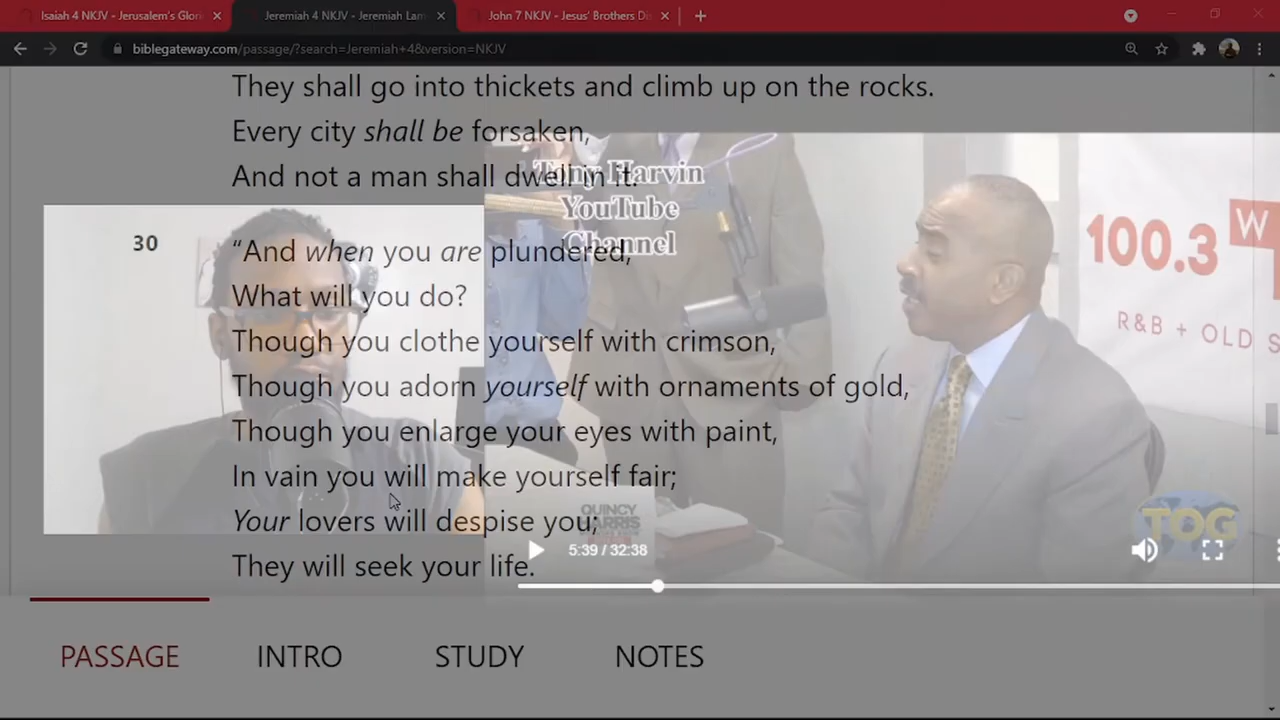 Isaiah 4 NKJV - Jerusalem's Glori
Jeremiah 4 NKJV - Jeremiah Lam
John 7 NKJV - Jesus' Brothers Di
biblegateway.com/passage/?search=Jeremiah+4&version=NKJV
They shall go into thickets and climb up on the rocks.
Every city shall be forsaken,
And not a man shall dwell in it.
Tony Harvin
YouTube
Channel
30 “And when you are plundered,
What will you do?
Though you clothe yourself with crimson,
Though you adorn yourself with ornaments of gold,
Though you enlarge your eyes with paint,
In vain you will make yourself fair;
Your lovers will despise you;
They will seek your life.
100.3 W
R&B + OLD S
QUINCY
HARRIS
TOG
5:39 / 32:38
PASSAGE INTRO STUDY NOTES